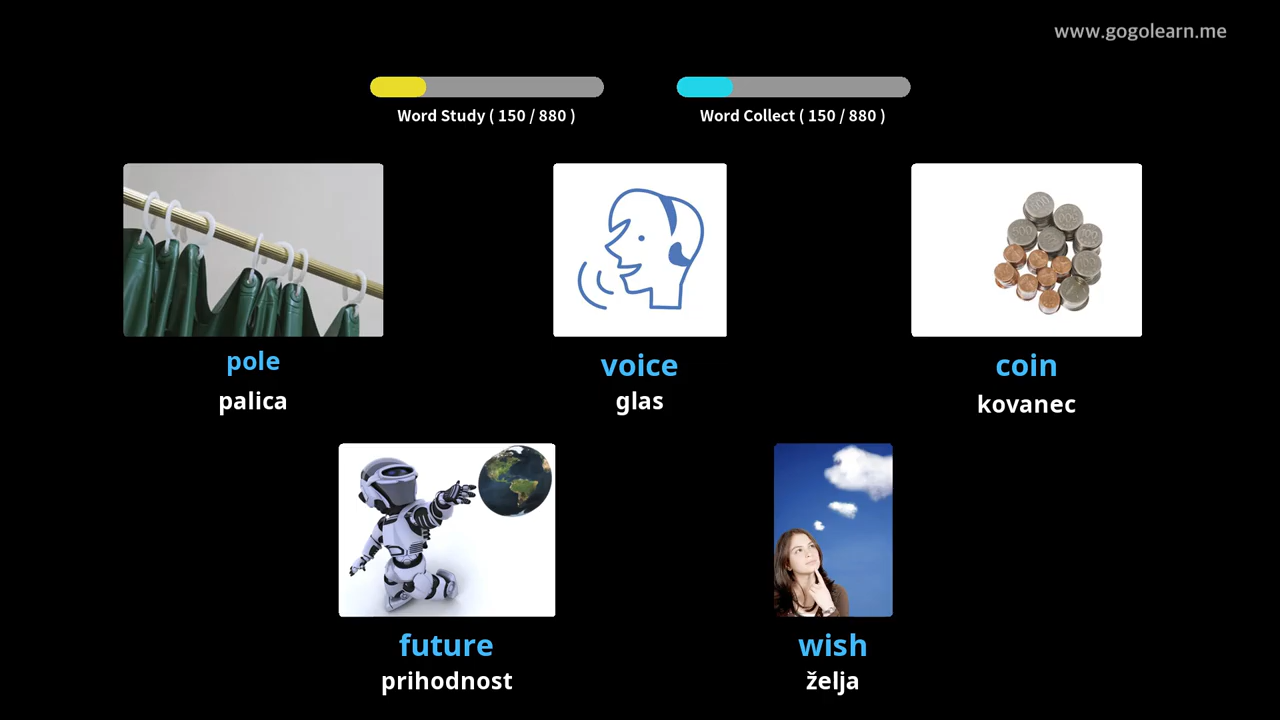 www.gogolearn.me
Word Study ( 150 / 880 )
Word Collect ( 150 / 880 )
pole
palica
voice
glas
coin
kovanec
future
prihodnost
wish
želja